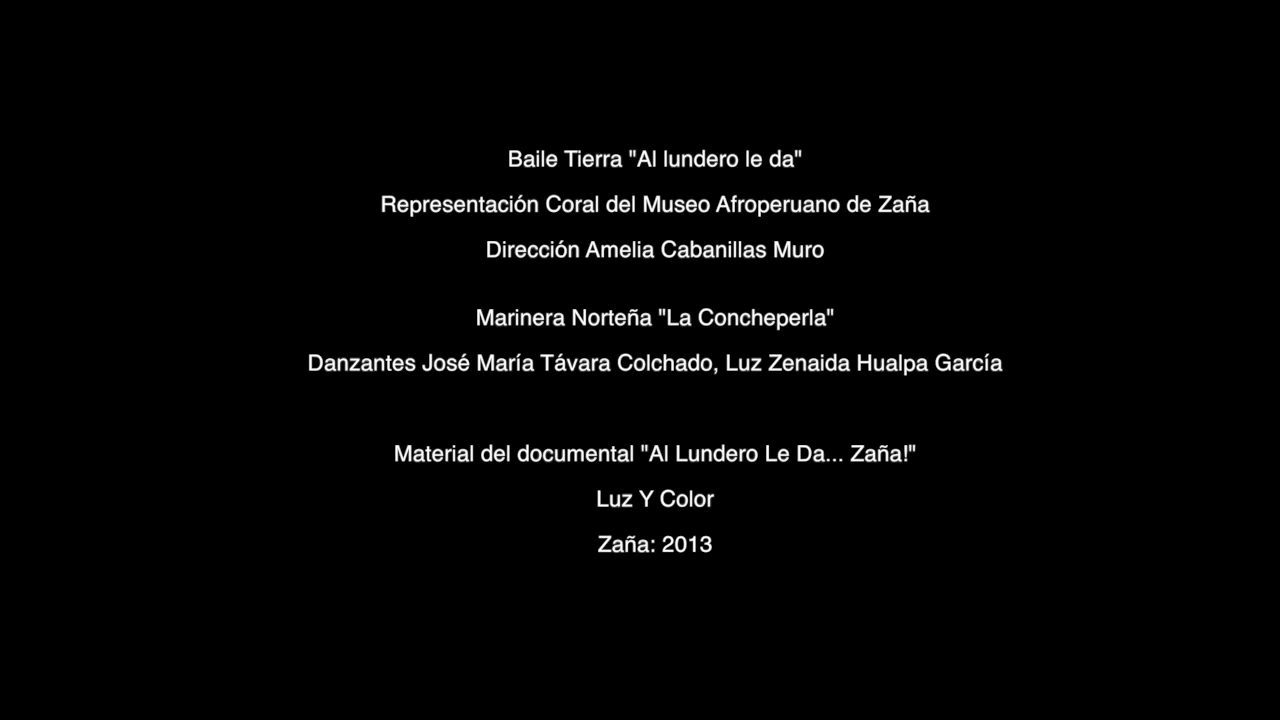 Baile Tierra "Al lundero le da"
Representación Coral del Museo Afroperuano de Zaña
Dirección Amelia Cabanillas Muro
Marinera Norteña "La Concheperla"
Danzantes José María Távara Colchado, Luz Zenaida Hualpa García
Material del documental "Al Lundero Le Da... Zaña!"
Luz Y Color
Zaña: 2013